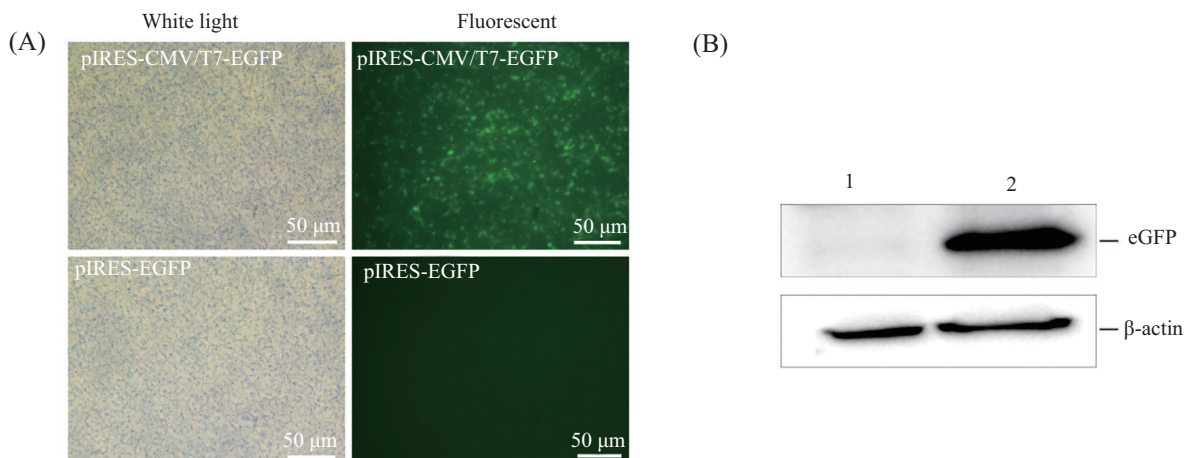 White light
Fluorescent
(A)
pIRES-CMV/T7-EGFP
pIRES-CMV/T7-EGFP
50 μm
50 μm
pIRES-EGFP
pIRES-EGFP
50 μm
50 μm
(B)
1
2
eGFP
β-actin